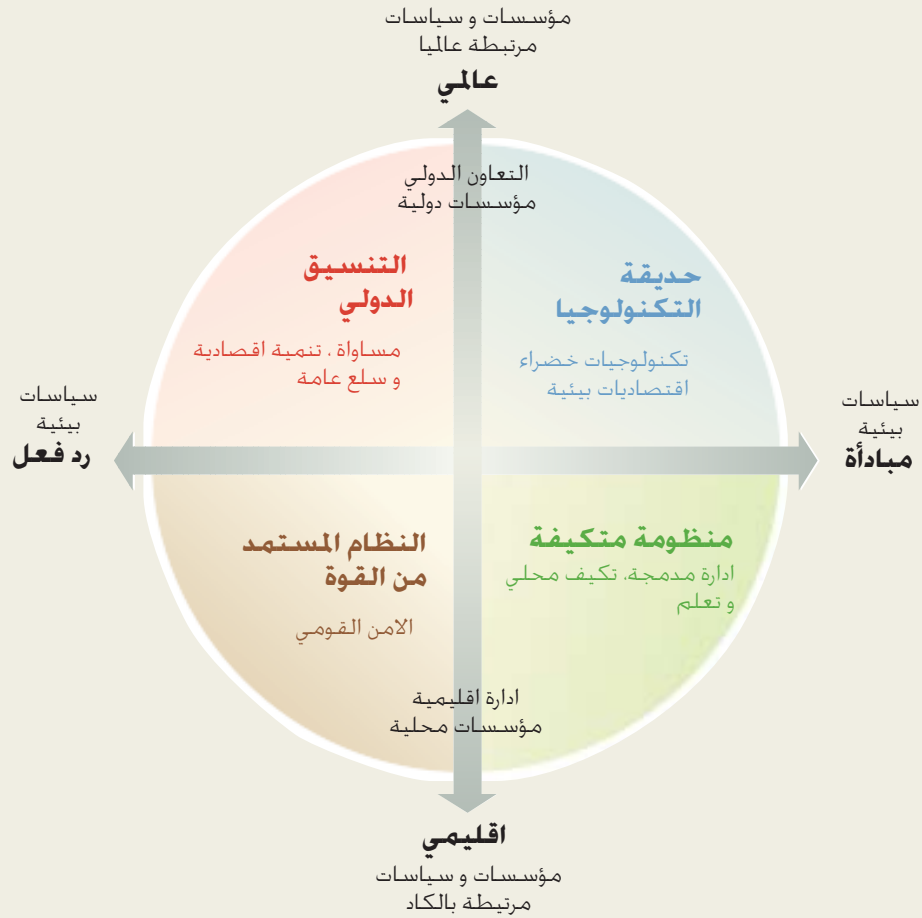 مؤسسات و سياسات
مرتبطة عالميا
عالمي
التعاون الدولي
مؤسسات دولية
حديقة
التكنولوجيا
تكنولوجيات خضراء
اقتصاديات بيئية
التنسيق
الدولي
مساواة ، تنمية اقصادية
و سلع عامة
سياسات
بيئية
مبادأة
سياسات
بيئية
رد فعل
منظومة متكيفة
ادارة مدمجة، تكيف محلي
و تعلم
النظام المستمد
من القوة
الامن القومي
ادارة اقليمية
مؤسسات محلية
اقليمي
مؤسسات و سياسات
مرتيطة بالكاد